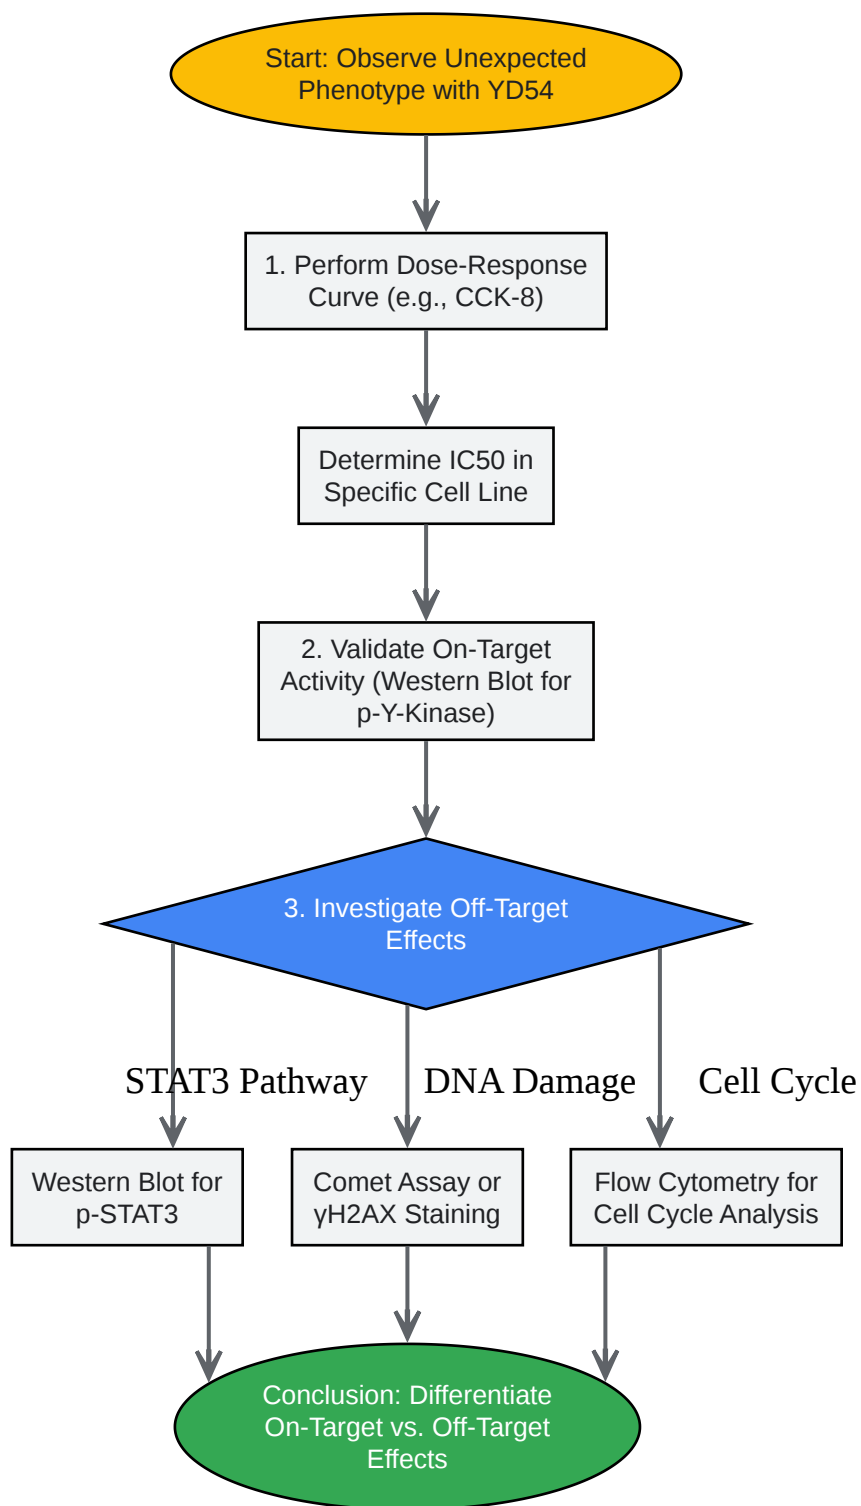 Start: Observe Unexpected
Phenotype with YD54
1. Perform Dose-Response
Curve (e.g., CCK-8)
Determine IC50 in
Specific Cell Line
2. Validate On-Target
Activity (Western Blot for
p-Y-Kinase)
3. Investigate Off-Target
Effects
STAT3 Pathway
DNA Damage
Cell Cycle
Western Blot for
p-STAT3
Comet Assay or
γH2AX Staining
Flow Cytometry for
Cell Cycle Analysis
Conclusion: Differentiate
On-Target vs. Off-Target
Effects